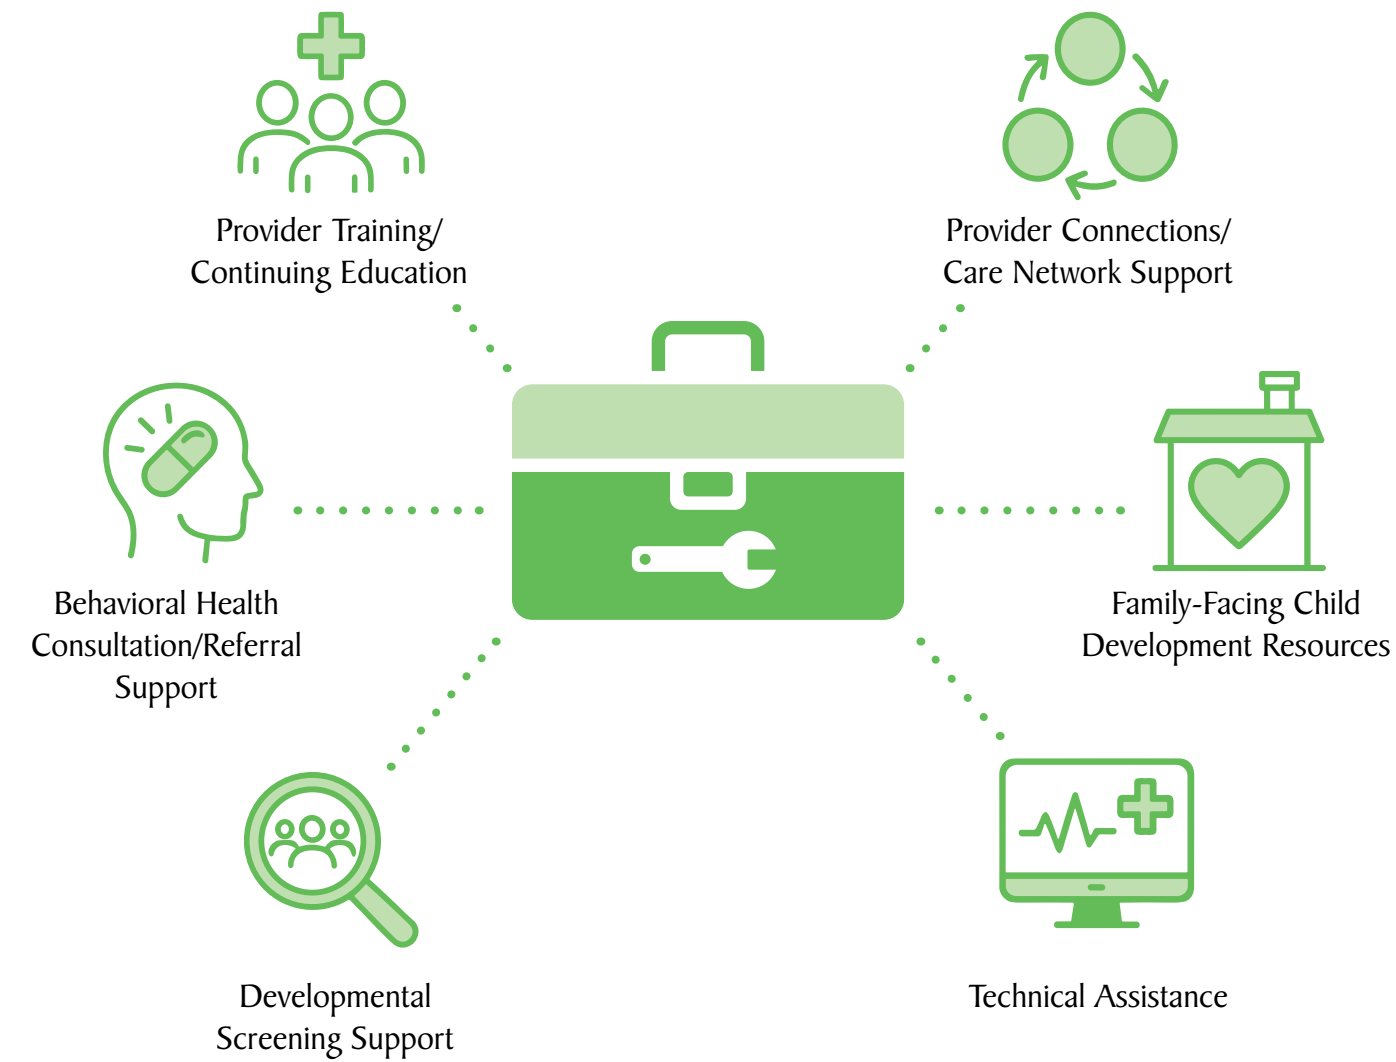 Provider Training/
Continuing Education
Provider Connections/
Care Network Support
Behavioral Health
Consultation/Referral
Support
Family-Facing Child
Development Resources
Developmental
Screening Support
Technical Assistance